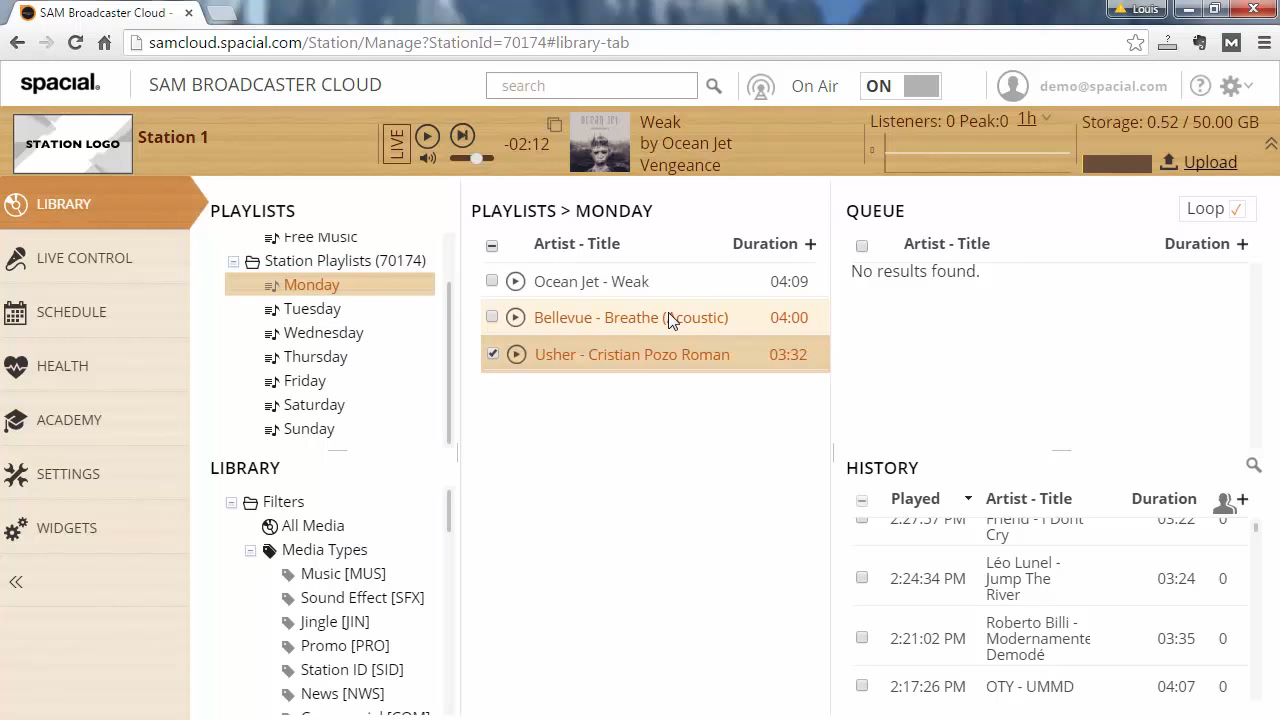 SAM Broadcaster Cloud -
Louis
samcloud.spacial.com/Station/Manage?StationId=70174#library-tab
spacial.
SAM BROADCASTER CLOUD
search
On Air
ON
demo@spacial.com
STATION LOGO
Station 1
LIVE
-02:12
OCEAN JET
Weak
by Ocean Jet
Vengeance
Listeners: 0 Peak:0 1h
Storage: 0.52 / 50.00 GB
Upload
LIBRARY
LIVE CONTROL
SCHEDULE
HEALTH
ACADEMY
SETTINGS
WIDGETS
PLAYLISTS
Free Music
Station Playlists (70174)
Monday
Tuesday
Wednesday
Thursday
Friday
Saturday
Sunday
LIBRARY
Filters
All Media
Media Types
Music [MUS]
Sound Effect [SFX]
Jingle [JIN]
Promo [PRO]
Station ID [SID]
News [NWS]
PLAYLISTS > MONDAY
Artist - Title Duration +
Ocean Jet - Weak 04:09
Bellevue - Breathe (Acoustic) 04:00
Usher - Cristian Pozo Roman 03:32
QUEUE
Loop
Artist - Title Duration +
No results found.
HISTORY
Played Artist - Title Duration +
2:27:57 PM Friend - I Dont 03:22 0
Cry
Léo Lunel -
2:24:34 PM Jump The 03:24 0
River
Roberto Billi -
2:21:02 PM Modernamente 03:35 0
Demodé
2:17:26 PM OTY - UMMD 04:07 0